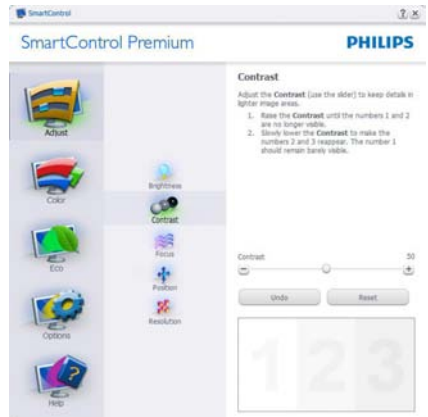 SmartControl
SmartControl Premium
PHILIPS
Adjust
Color
Eco
Options
Help
Brightness
Contrast
Focus
Position
Resolution
Contrast
Adjust the Contrast (use the slider) to keep details in
lighter image areas.
1. Raise the Contrast until the numbers 1 and 2
are no longer visible.
2. Slowly lower the Contrast to make the
numbers 2 and 3 reappear. The number 1
should remain barely visible.
Contrast 50
Undo Reset
1 2 3